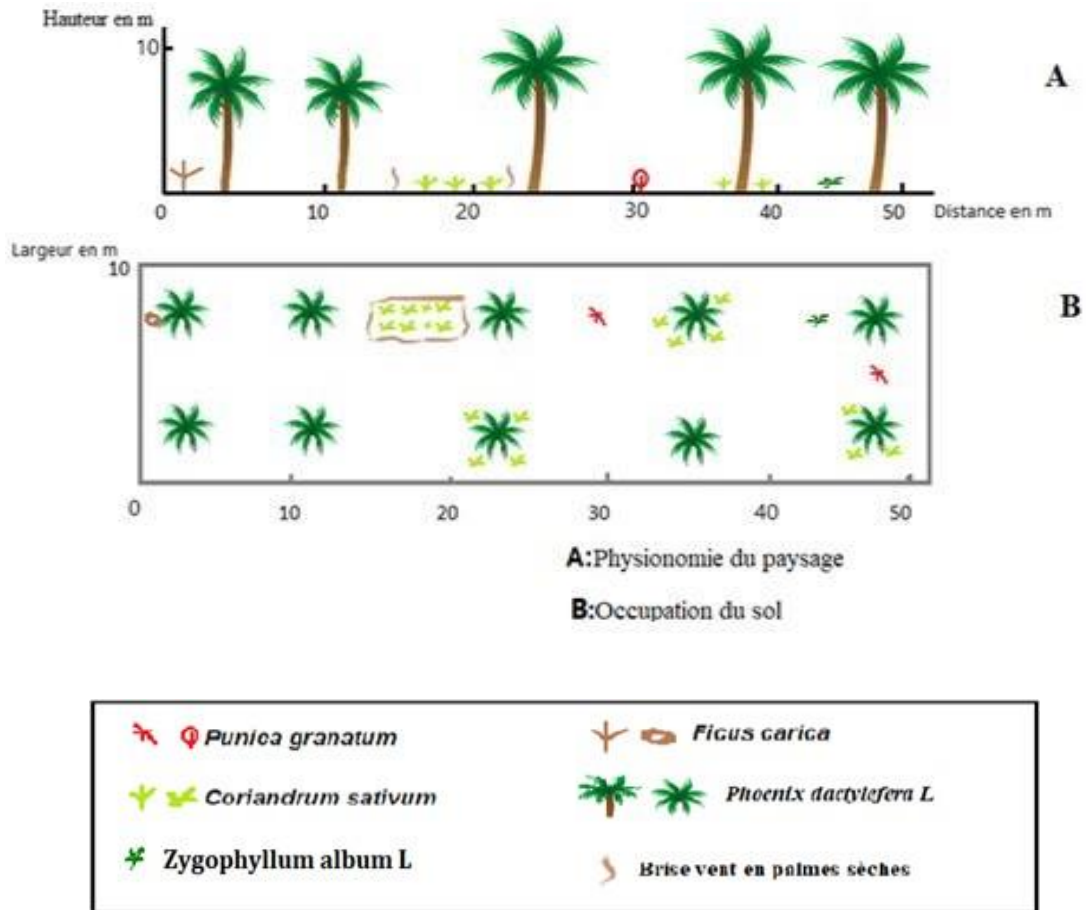 Hauteur en m
10
A
0 10 20 30 40 50 Distance en m
Largeur en m
10
B
0 10 20 30 40 50
A:Physionomie du paysage
B:Occupation du sol
Punica granatum
Ficus carica
Coriandrum sativum
Phoenix dactylefera L
Zygophyllum album L
Brise vent en palmes sèches